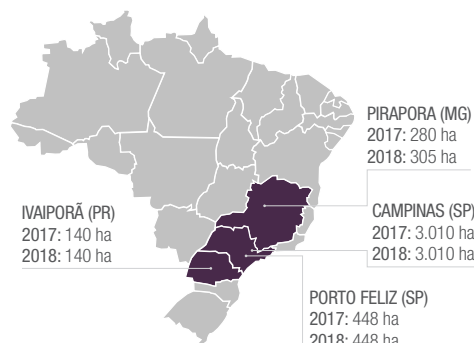 PIRAPORA (MG)
2017: 280 ha
2018: 305 ha
IVAIPORÃ (PR)
2017: 140 ha
2018: 140 ha
CAMPINAS (SP)
2017: 3.010 ha
2018: 3.010 ha
PORTO FELIZ (SP)
2017: 448 ha
2018: 448 ha